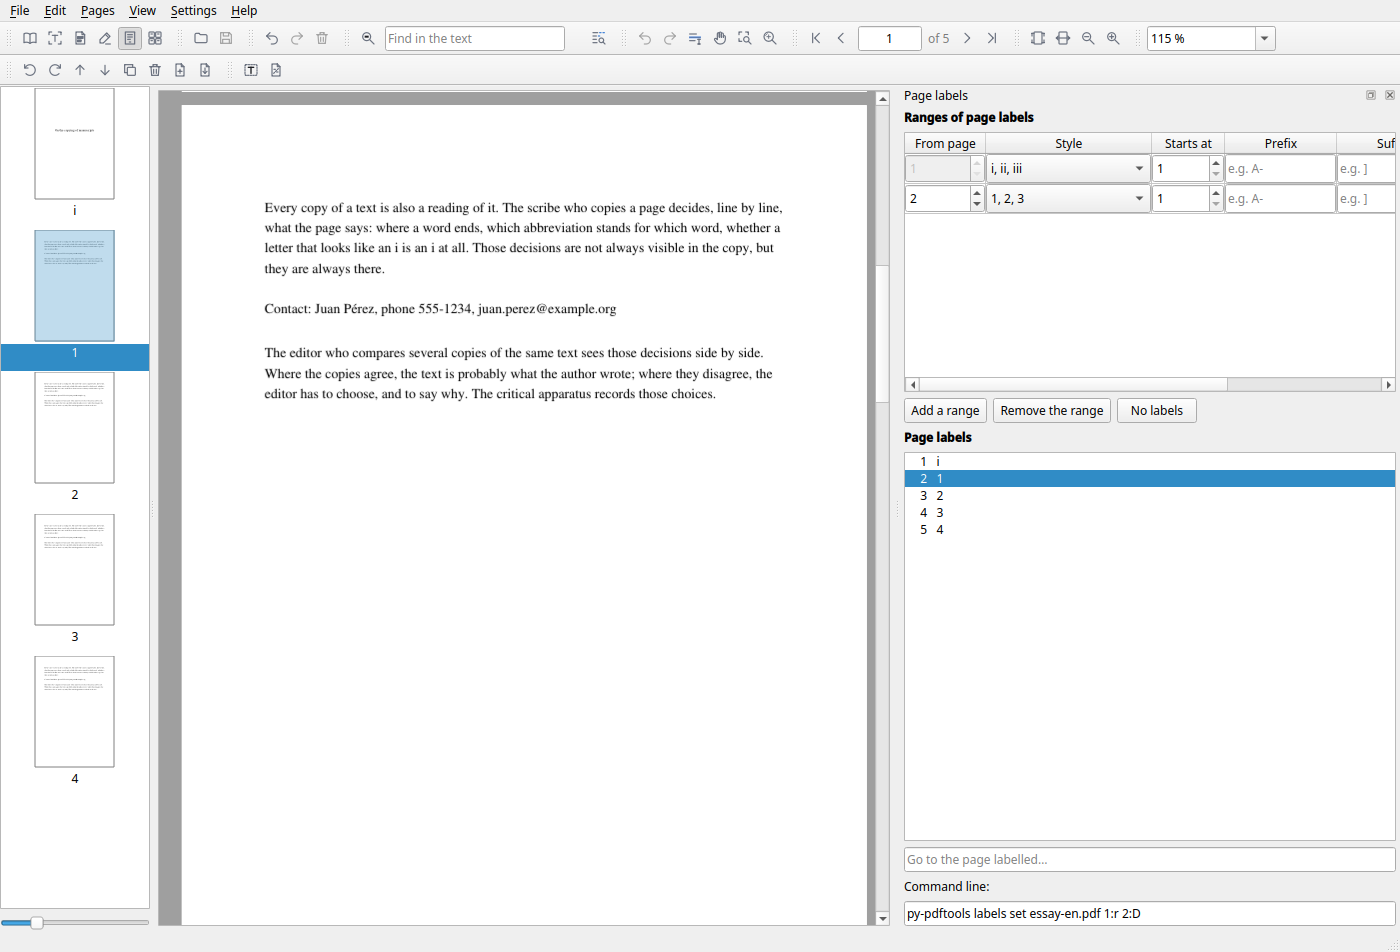 File Edit Pages View Settings Help
Find in the text
1 of 5
115 %
i
1
2
3
4
Every copy of a text is also a reading of it. The scribe who copies a page decides, line by line,
what the page says: where a word ends, which abbreviation stands for which word, whether a
letter that looks like an i is an i at all. Those decisions are not always visible in the copy, but
they are always there.
Contact: Juan Pérez, phone 555-1234, juan.perez@example.org
The editor who compares several copies of the same text sees those decisions side by side.
Where the copies agree, the text is probably what the author wrote; where they disagree, the
editor has to choose, and to say why. The critical apparatus records those choices.
Page labels
Ranges of page labels
From page Style Starts at Prefix Suf
1 i, ii, iii 1 e.g. A- e.g. ]
2 1, 2, 3 1 e.g. A- e.g. ]
Add a range Remove the range No labels
Page labels
1 i
2 1
3 2
4 3
5 4
Go to the page labelled...
Command line:
py-pdftools labels set essay-en.pdf 1:r 2:D